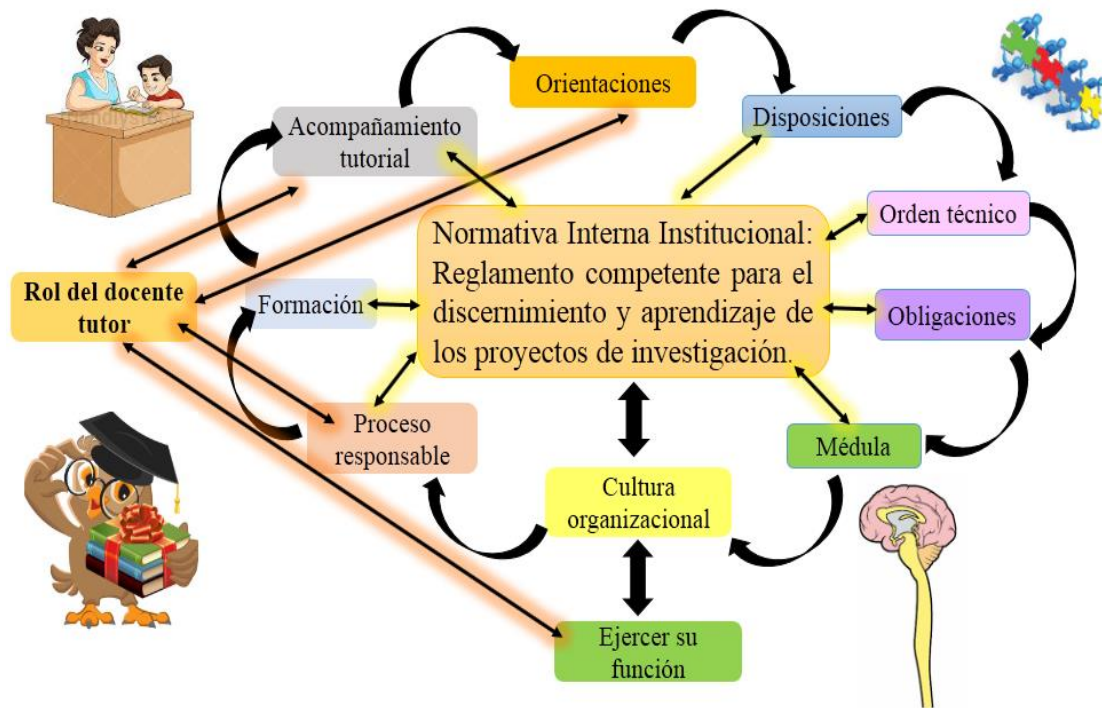 Orientaciones
Acompañamiento
tutorial
Disposiciones
Orden técnico
Normativa Interna Institucional:
Reglamento competente para el
discernimiento y aprendizaje de
los proyectos de investigación.
Rol del docente
tutor
Formación
Obligaciones
Proceso
responsable
Médula
Cultura
organizacional
Ejercer su
función